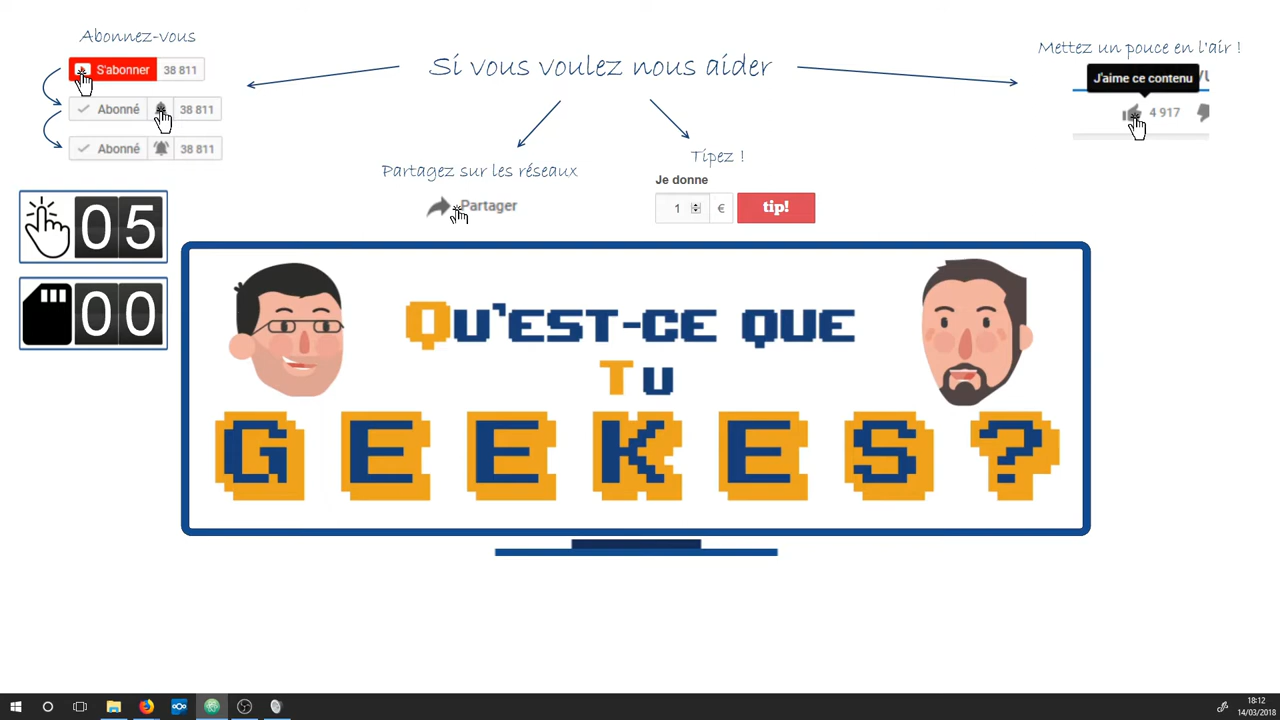 Abonnez-vous
S'abonner 38 811
Abonné 38 811
Abonné 38 811
Si vous voulez nous aider
Mettez un pouce en l'air !
J'aime ce contenu
4 917
Partagez sur les réseaux
Partager
Tipez !
Je donne
1 € tip!
05
00
QU'EST-CE QUE
TU
GEEKES?
18:12
14/03/2018